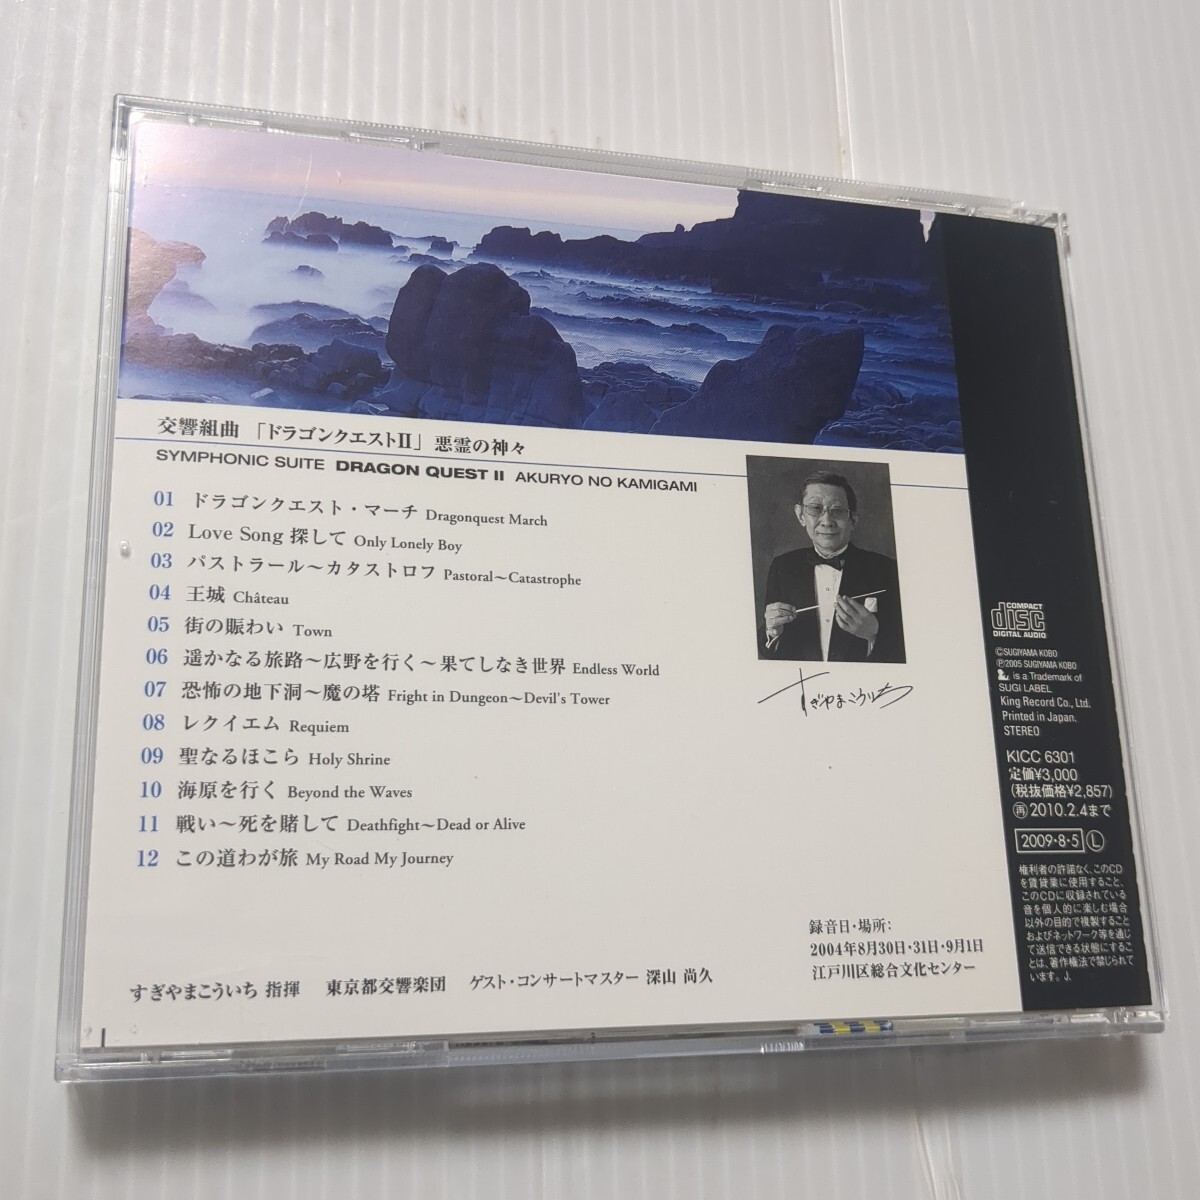 交響組曲 「ドラゴンクエストII」 悪霊の神々
SYMPHONIC SUITE DRAGON QUEST II AKURYO NO KAMIGAMI
01 ドラゴンクエスト・マーチ Dragonquest March
02 Love Song 探して Only Lonely Boy
03 パストラール～カタストロフ Pastoral～Catastrophe
04 王城 Château
05 街の賑わい Town
06 遥かなる旅路～広野を行く～果てしなき世界 Endless World
07 恐怖の地下洞～魔の塔 Fright in Dungeon～Devil's Tower
08 レクイエム Requiem
09 聖なるほこら Holy Shrine
10 海原を行く Beyond the Waves
11 戦い～死を賭して Deathfight～Dead or Alive
12 この道わが旅 My Road My Journey
すぎやまこういち
録音日・場所:
2004年8月30日・31日・9月1日
江戸川区総合文化センター
すぎやまこういち 指揮 東京都交響楽団 ゲスト・コンサートマスター 深山 尚久
COMPACT
disc
DIGITAL AUDIO
©SUGIYAMA KOBO
℗2005 SUGIYAMA KOBO
is a Trademark of
SUGI LABEL
King Record Co., Ltd.
Printed in Japan.
STEREO
KICC 6301
定価¥3,000
(税抜価格¥2,857)
再 2010.2.4まで
2009・8・5 L
権利者の許諾なく、このCD
を賃貸業に使用すること、
このCDに収録されている
音を個人的に楽しむ場合
以外の目的で複製すること
およびネットワーク等を通じ
て送信できる状態にするこ
とは、著作権法で禁じられて
います。J.